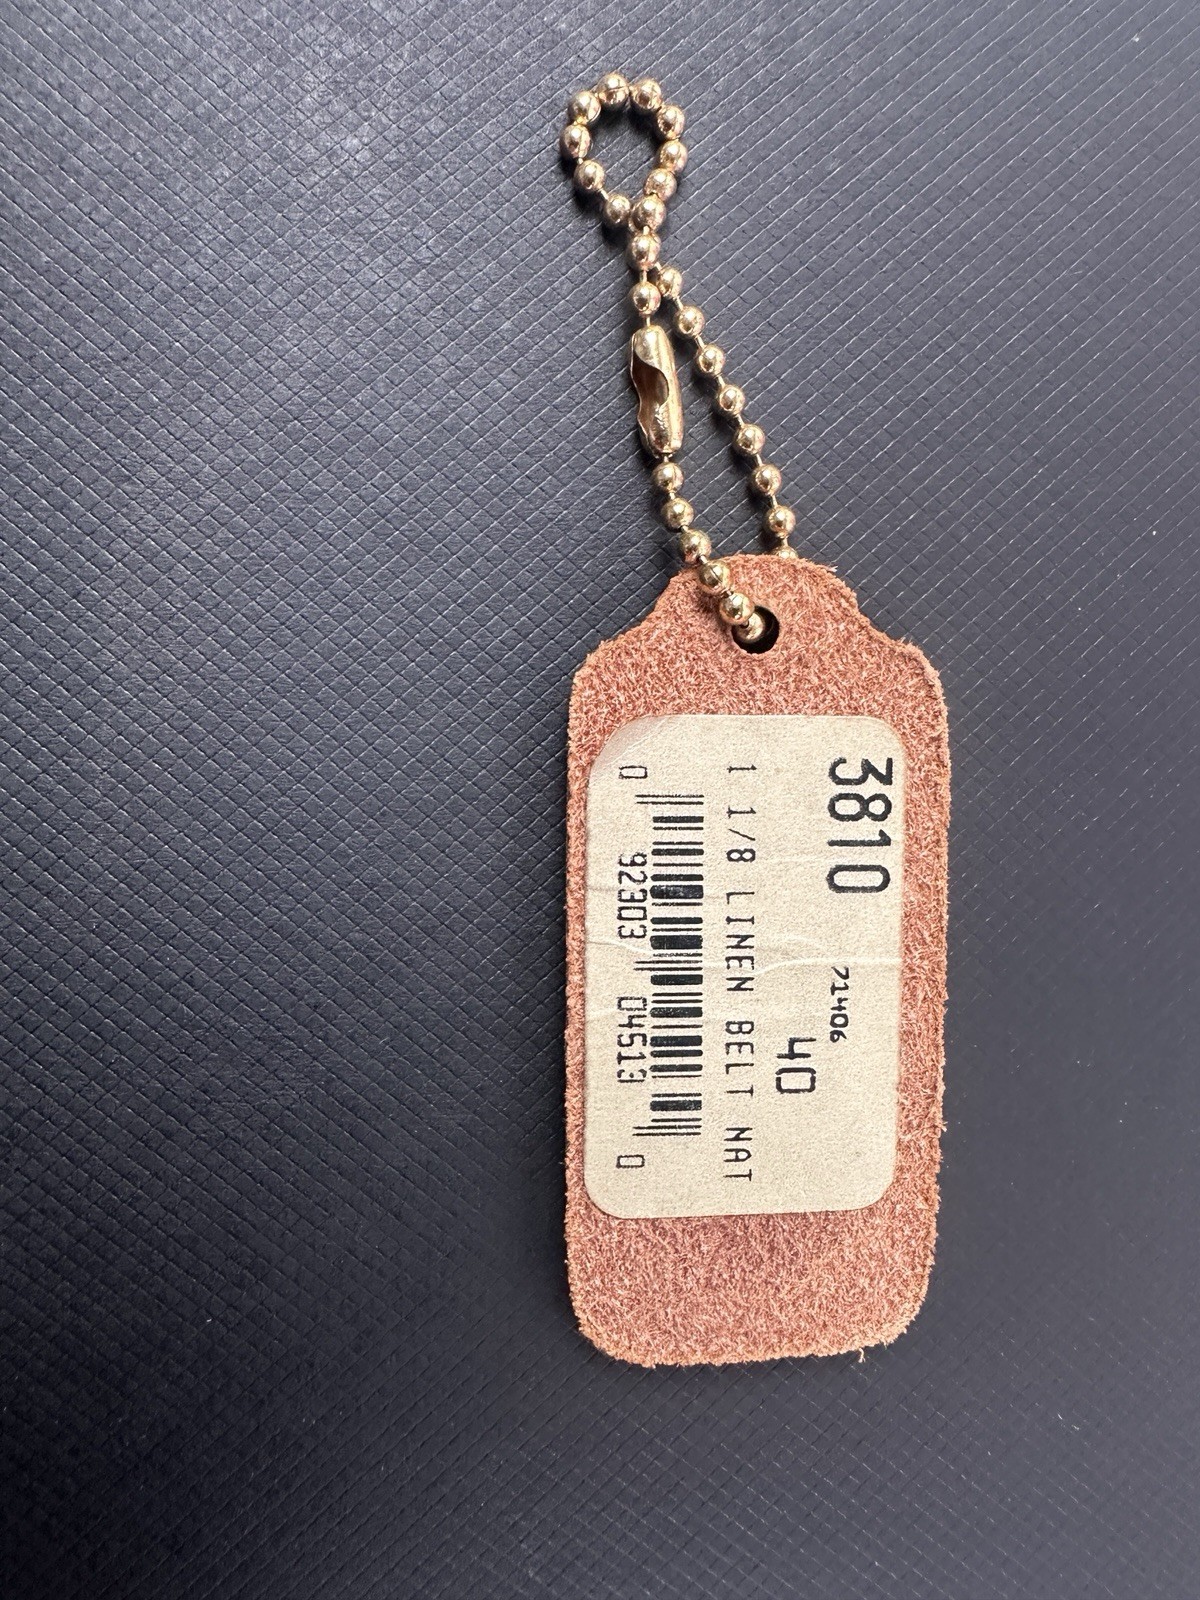 3810 71406
40
1 1/8 LINEN BELT NAT
0 92303 04513 0